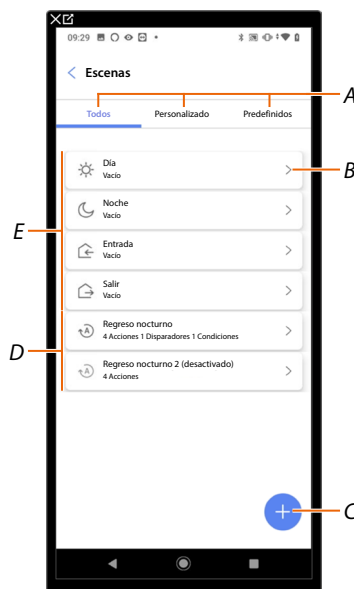 09:29
Escenas
A
Todos Personalizado Predefinidos
Día
Vacío
B
Noche
Vacío
E
Entrada
Vacío
Salir
Vacío
Regreso nocturno
4 Acciones 1 Disparadores 1 Condiciones
D
Regreso nocturno 2 (desactivado)
4 Acciones
C